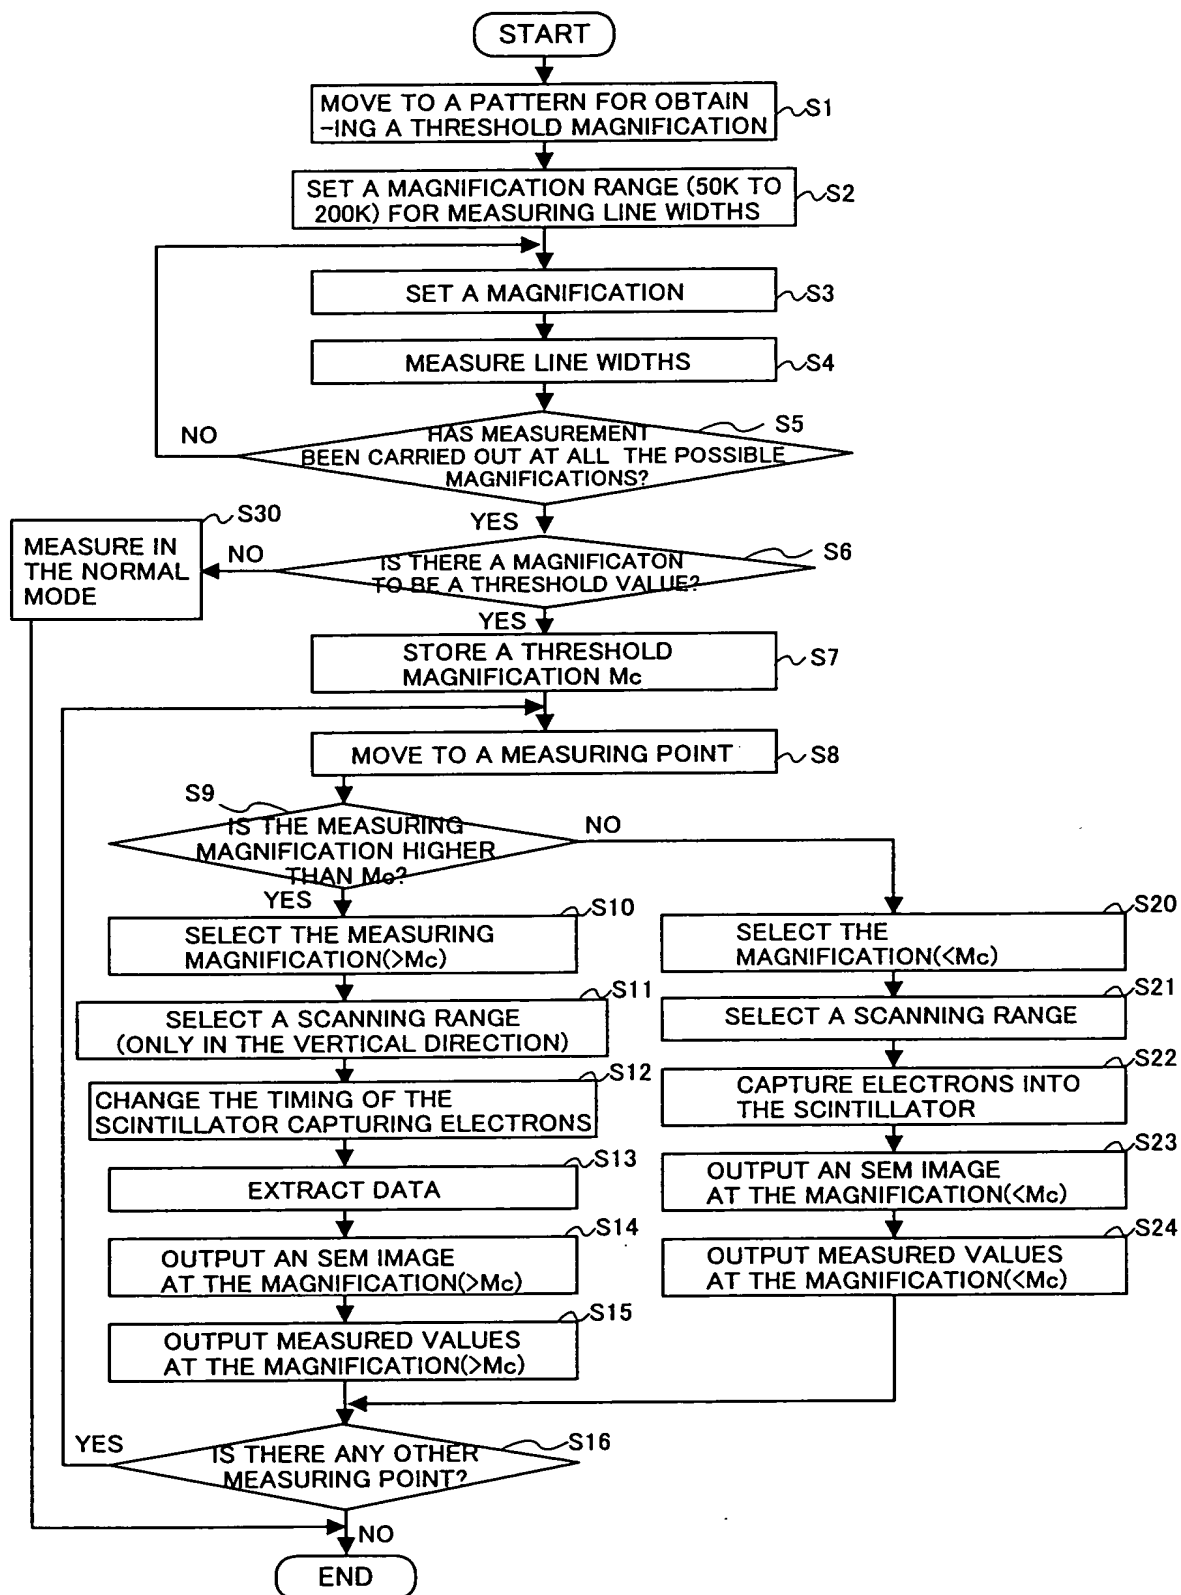 START
MOVE TO A PATTERN FOR OBTAIN
-ING A THRESHOLD MAGNIFICATION
S1
SET A MAGNIFICATION RANGE (50K TO
200K) FOR MEASURING LINE WIDTHS
S2
SET A MAGNIFICATION
S3
MEASURE LINE WIDTHS
S4
S5
HAS MEASUREMENT
BEEN CARRIED OUT AT ALL THE POSSIBLE
MAGNIFICATIONS?
NO
YES
S30
MEASURE IN
THE NORMAL
MODE
NO
S6
IS THERE A MAGNIFICATON
TO BE A THRESHOLD VALUE?
YES
STORE A THRESHOLD
MAGNIFICATION Mc
S7
MOVE TO A MEASURING POINT
S8
S9
IS THE MEASURING
MAGNIFICATION HIGHER
THAN Mc?
NO
YES
S10
SELECT THE MEASURING
MAGNIFICATION(>Mc)
S11
SELECT A SCANNING RANGE
(ONLY IN THE VERTICAL DIRECTION)
S12
CHANGE THE TIMING OF THE
SCINTILLATOR CAPTURING ELECTRONS
S13
EXTRACT DATA
S14
OUTPUT AN SEM IMAGE
AT THE MAGNIFICATION(>Mc)
S15
OUTPUT MEASURED VALUES
AT THE MAGNIFICATION(>Mc)
S20
SELECT THE
MAGNIFICATION(<Mc)
S21
SELECT A SCANNING RANGE
S22
CAPTURE ELECTRONS INTO
THE SCINTILLATOR
S23
OUTPUT AN SEM IMAGE
AT THE MAGNIFICATION(<Mc)
S24
OUTPUT MEASURED VALUES
AT THE MAGNIFICATION(<Mc)
YES
S16
IS THERE ANY OTHER
MEASURING POINT?
NO
END